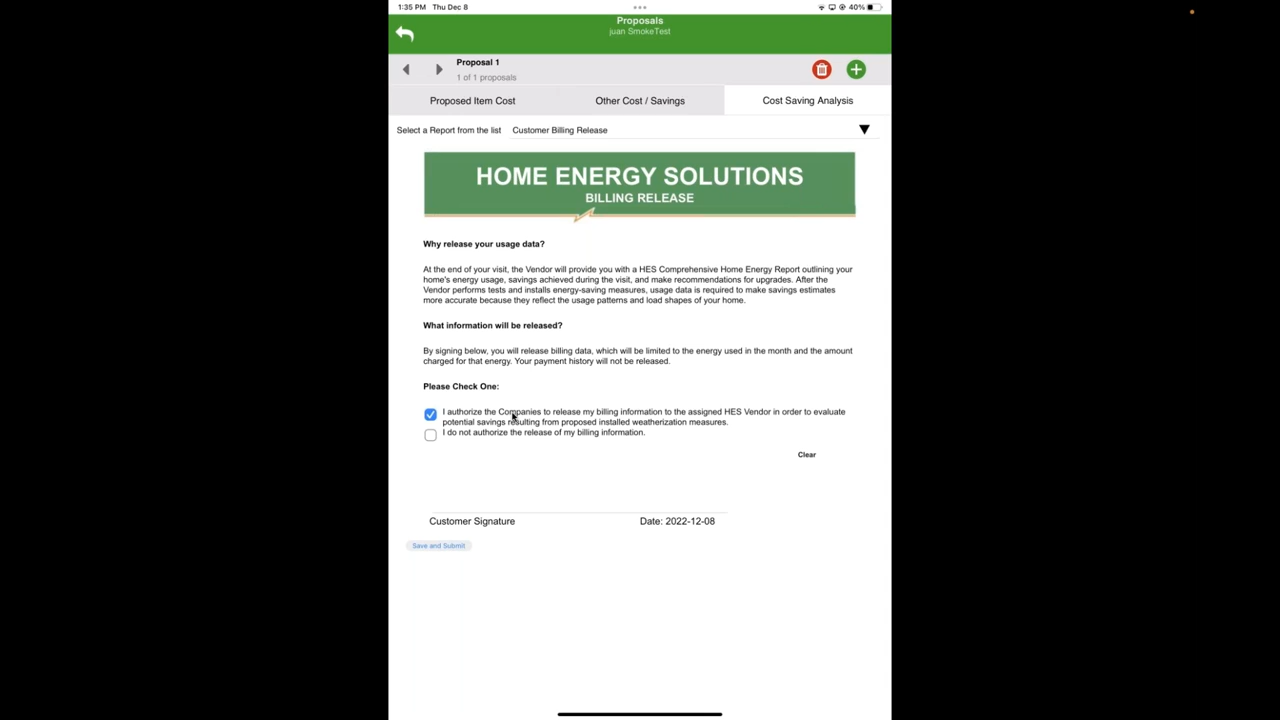 1:35 PM Thu Dec 8
40%
Proposals
juan SmokeTest
Proposal 1
1 of 1 proposals
Proposed Item Cost
Other Cost / Savings
Cost Saving Analysis
Select a Report from the list
Customer Billing Release
HOME ENERGY SOLUTIONS
BILLING RELEASE
Why release your usage data?
At the end of your visit, the Vendor will provide you with a HES Comprehensive Home Energy Report outlining your
home's energy usage, savings achieved during the visit, and make recommendations for upgrades. After the
Vendor performs tests and installs energy-saving measures, usage data is required to make savings estimates
more accurate because they reflect the usage patterns and load shapes of your home.
What information will be released?
By signing below, you will release billing data, which will be limited to the energy used in the month and the amount
charged for that energy. Your payment history will not be released.
Please Check One:
I authorize the Companies to release my billing information to the assigned HES Vendor in order to evaluate
potential savings resulting from proposed installed weatherization measures.
I do not authorize the release of my billing information.
Clear
Customer Signature
Date: 2022-12-08
Save and Submit